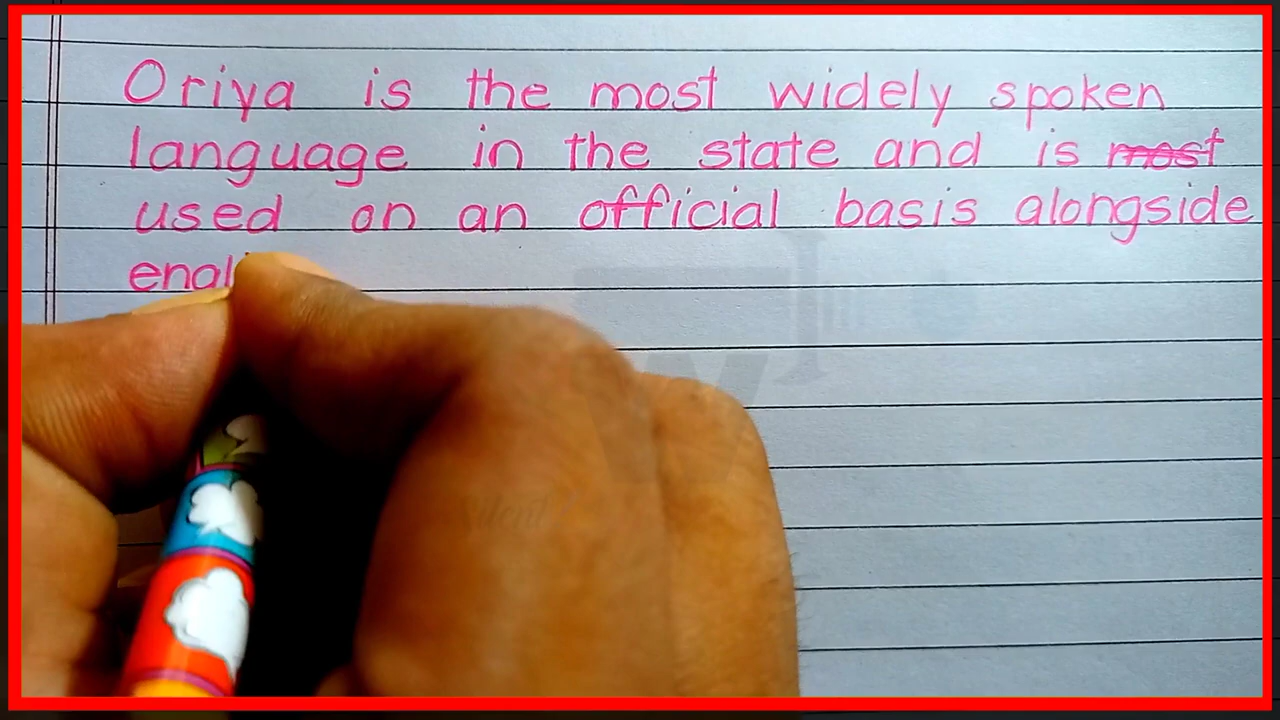 Oriya is the most widely spoken
language in the state and is most
used on an official basis alongside